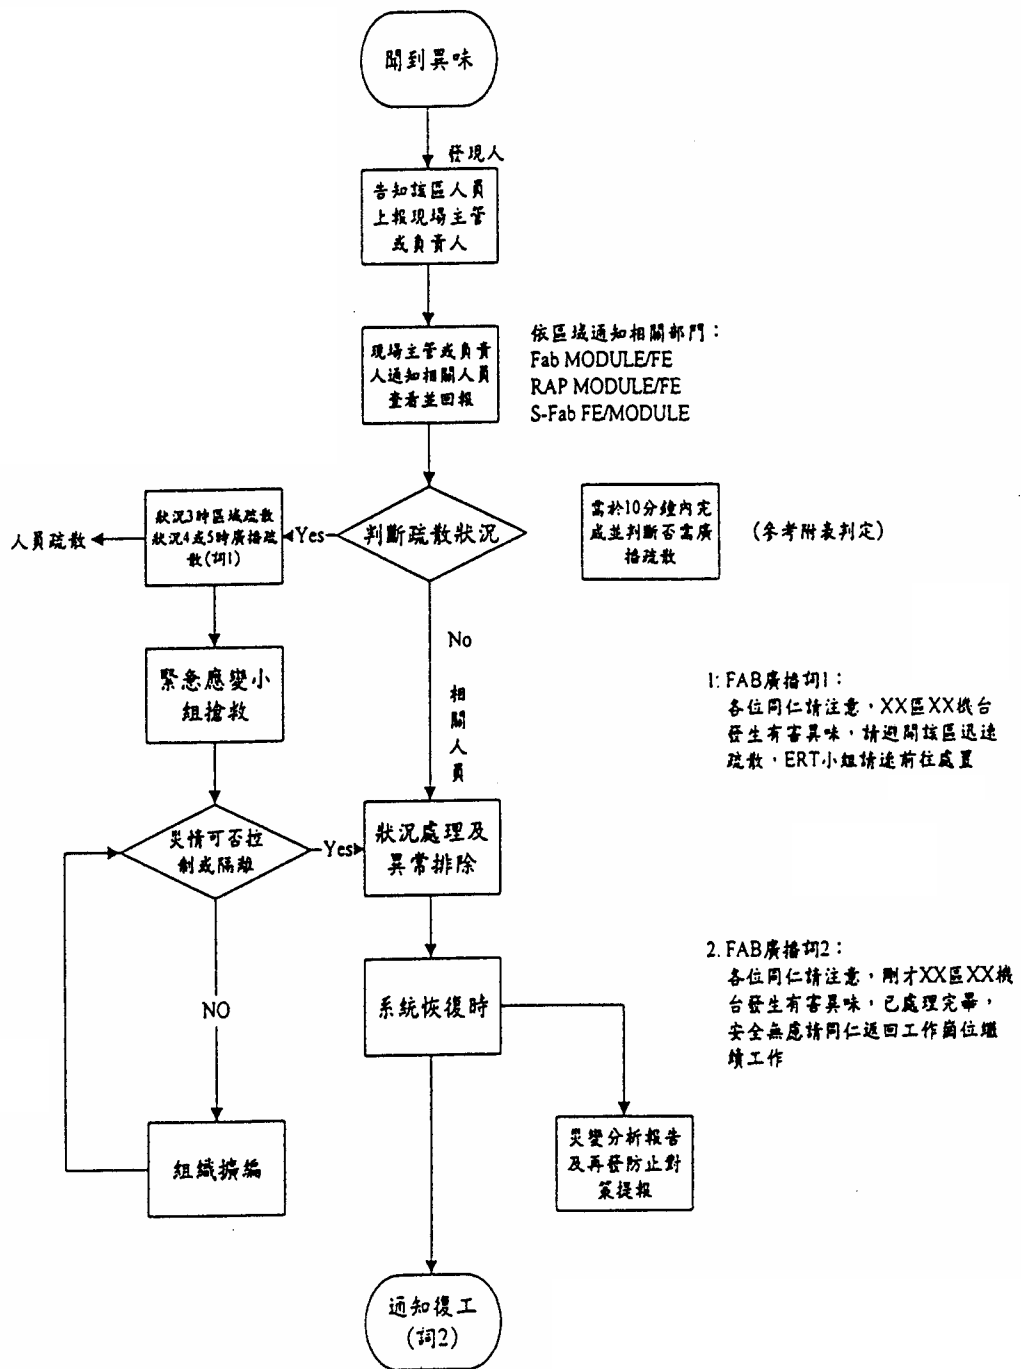 聞到異味
發現人
告知該區人員
上報現場主管
或負責人
現場主管或負責
人通知相關人員
查看並回報
依區域通知相關部門：
Fab MODULE/FE
RAP MODULE/FE
S-Fab FE/MODULE
人員疏散
狀況3時區域疏散
狀況4或5時廣播疏
散(詞1)
Yes
判斷疏散狀況
需於10分鐘內完
成並判斷否需廣
播疏散
(參考附表判定)
緊急應變小
組搶救
No
相
關
人
員
1: FAB廣播詞1：
各位同仁請注意，XX區XX機台
發生有害異味，請避開該區迅速
疏散，ERT小組請速前往處置
災情可否控
制或隔離
Yes
狀況處理及
異常排除
NO
系統恢復時
2. FAB廣播詞2：
各位同仁請注意，剛才XX區XX機
台發生有害異味，已處理完畢，
安全無慮請同仁返回工作崗位繼
續工作
組織擴編
災變分析報告
及再發防止對
策提報
通知復工
(詞2)